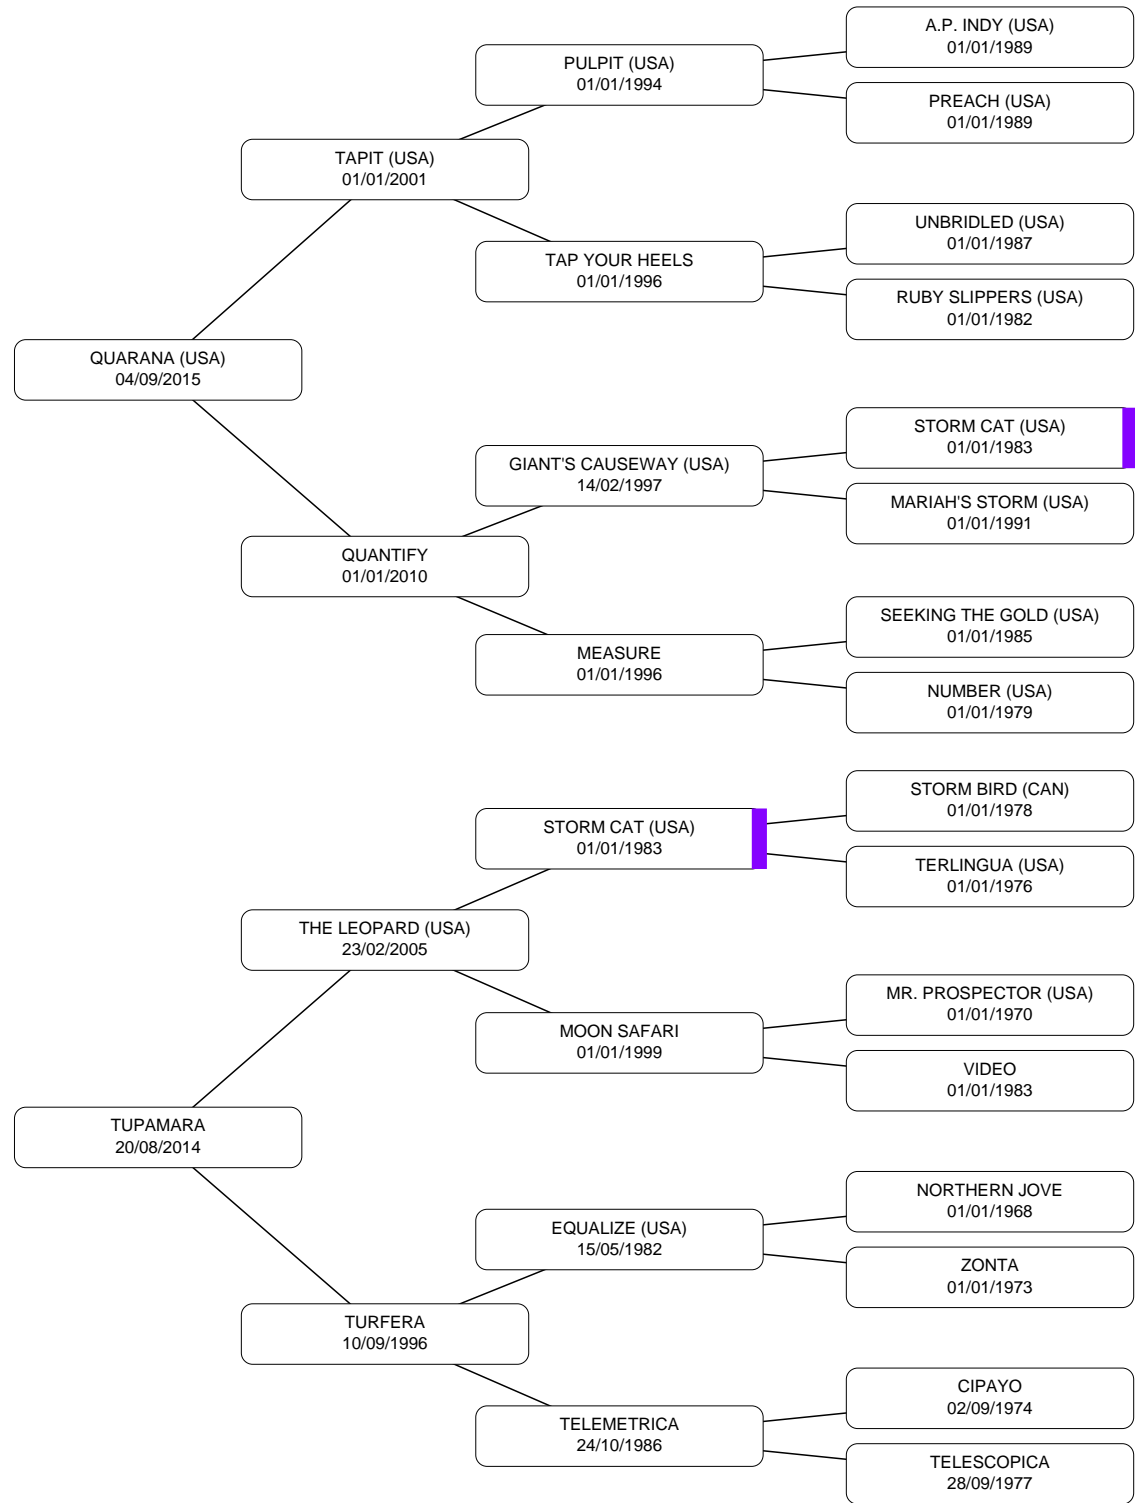 A.P. INDY (USA)
01/01/1989
PULPIT (USA)
01/01/1994
PREACH (USA)
01/01/1989
TAPIT (USA)
01/01/2001
UNBRIDLED (USA)
01/01/1987
TAP YOUR HEELS
01/01/1996
RUBY SLIPPERS (USA)
01/01/1982
QUARANA (USA)
04/09/2015
STORM CAT (USA)
01/01/1983
GIANT'S CAUSEWAY (USA)
14/02/1997
MARIAH'S STORM (USA)
01/01/1991
QUANTIFY
01/01/2010
SEEKING THE GOLD (USA)
01/01/1985
MEASURE
01/01/1996
NUMBER (USA)
01/01/1979
STORM BIRD (CAN)
01/01/1978
STORM CAT (USA)
01/01/1983
TERLINGUA (USA)
01/01/1976
THE LEOPARD (USA)
23/02/2005
MR. PROSPECTOR (USA)
01/01/1970
MOON SAFARI
01/01/1999
VIDEO
01/01/1983
TUPAMARA
20/08/2014
NORTHERN JOVE
01/01/1968
EQUALIZE (USA)
15/05/1982
ZONTA
01/01/1973
TURFERA
10/09/1996
CIPAYO
02/09/1974
TELEMETRICA
24/10/1986
TELESCOPICA
28/09/1977